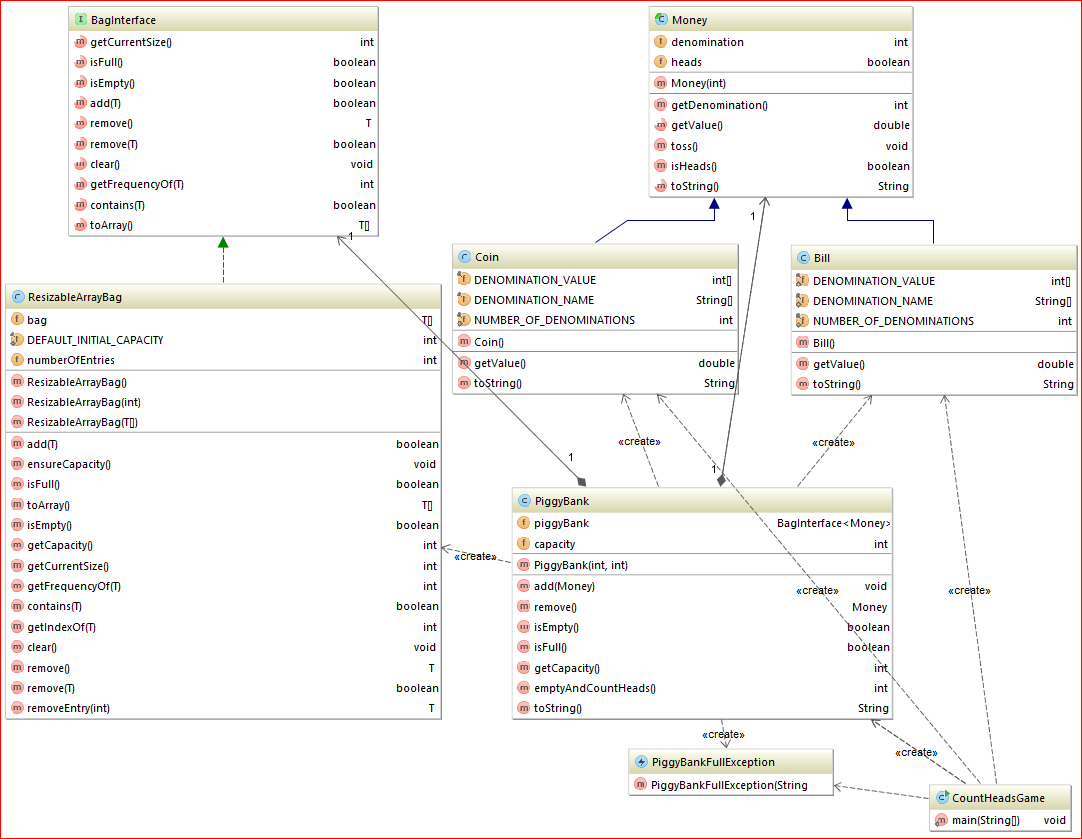 BagInterface
getCurrentSize() int
isFull() boolean
isEmpty() boolean
add(T) boolean
remove() T
remove(T) boolean
clear() void
getFrequencyOf(T) int
contains(T) boolean
toArray() T[]
Money
denomination int
heads boolean
Money(int)
getDenomination() int
getValue() double
toss() void
isHeads() boolean
toString() String
1
1
Coin
DENOMINATION_VALUE int[]
DENOMINATION_NAME String[]
NUMBER_OF_DENOMINATIONS int
Coin()
getValue() double
toString() String
Bill
DENOMINATION_VALUE int[]
DENOMINATION_NAME String[]
NUMBER_OF_DENOMINATIONS int
Bill()
getValue() double
toString() String
ResizableArrayBag
bag T[]
DEFAULT_INITIAL_CAPACITY int
numberOfEntries int
ResizableArrayBag()
ResizableArrayBag(int)
ResizableArrayBag(T[])
add(T) boolean
ensureCapacity() void
isFull() boolean
toArray() T[]
isEmpty() boolean
getCapacity() int
getCurrentSize() int
getFrequencyOf(T) int
contains(T) boolean
getIndexOf(T) int
clear() void
remove() T
remove(T) boolean
removeEntry(int) T
«create»
«create»
1
1
PiggyBank
piggyBank BagInterface<Money>
capacity int
PiggyBank(int, int)
add(Money) void
remove() Money
isEmpty() boolean
isFull() boolean
getCapacity() int
emptyAndCountHeads() int
toString() String
«create»
«create»
«create»
«create»
«create»
PiggyBankFullException
PiggyBankFullException(String
CountHeadsGame
main(String[]) void